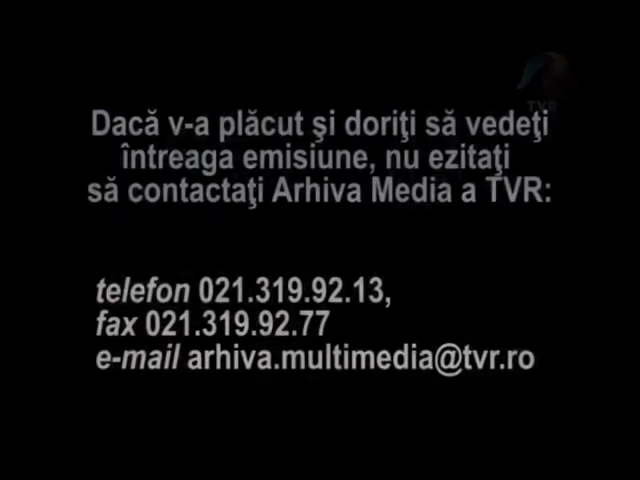 TVR
Dacă v-a plăcut şi doriţi să vedeţi
întreaga emisiune, nu ezitaţi
să contactaţi Arhiva Media a TVR:
telefon 021.319.92.13,
fax 021.319.92.77
e-mail arhiva.multimedia@tvr.ro